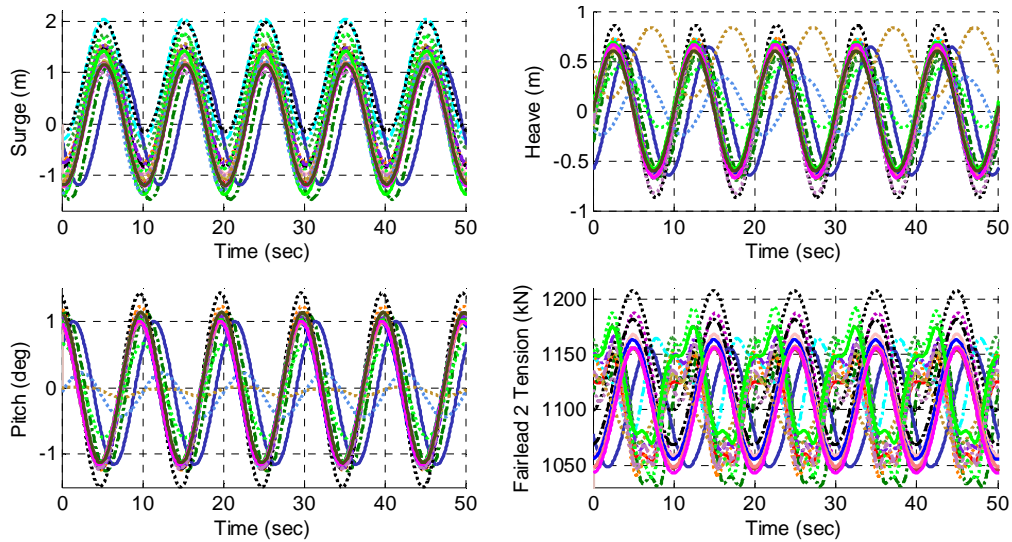 Surge (m)
2
1
0
-1
0 10 20 30 40 50
Time (sec)
Heave (m)
1
0.5
0
-0.5
-1
0 10 20 30 40 50
Time (sec)
Pitch (deg)
1
0
-1
0 10 20 30 40 50
Time (sec)
Fairlead 2 Tension (kN)
1200
1150
1100
1050
0 10 20 30 40 50
Time (sec)